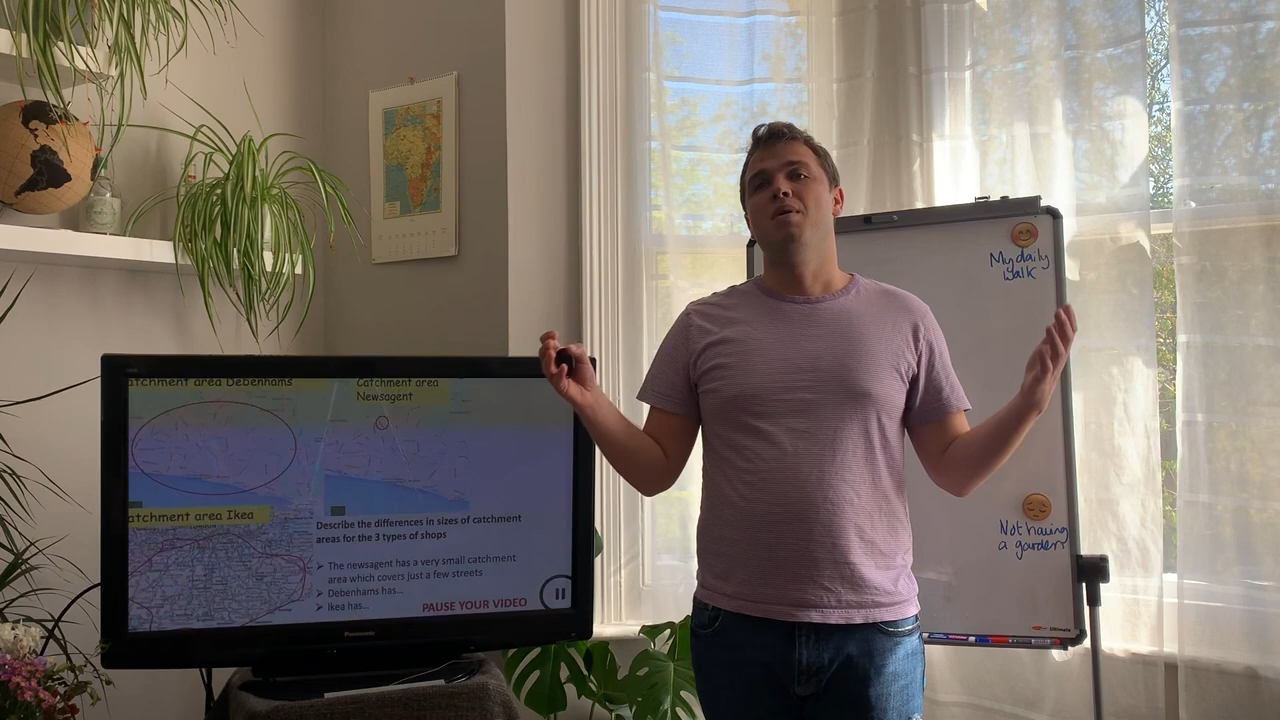 My daily
walk
atchment area Debenhams
Catchment area
Newsagent
atchment area Ikea
Describe the differences in sizes of catchment
areas for the 3 types of shops
➢ The newsagent has a very small catchment
area which covers just a few streets
➢ Debenhams has...
➢ Ikea has...
PAUSE YOUR VIDEO
Panasonic
Not having
a garden
Ultimate